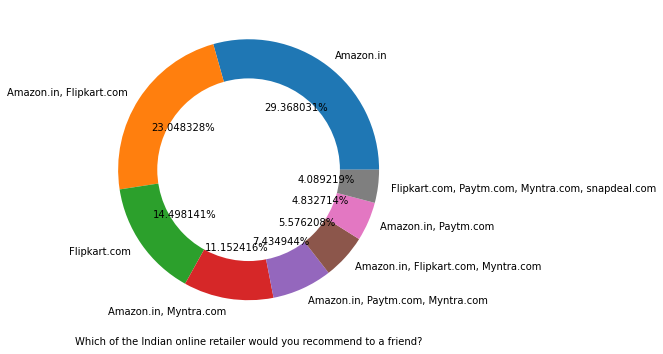 Amazon.in
29.368031%
Amazon.in, Flipkart.com
23.048328%
Flipkart.com
14.498141%
Amazon.in, Myntra.com
11.152416%
Amazon.in, Paytm.com, Myntra.com
7.434944%
Amazon.in, Flipkart.com, Myntra.com
5.576208%
Amazon.in, Paytm.com
4.832714%
Flipkart.com, Paytm.com, Myntra.com, snapdeal.com
4.089219%
Which of the Indian online retailer would you recommend to a friend?